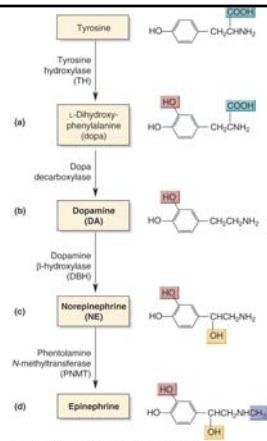 Tyrosine
COOH
HO
CH₂CHNH₂
Tyrosine
hydroxylase
(TH)
(a)
L-Dihydroxy-
phenylalanine
(dopa)
HO
COOH
HO
CH₂CHNH₂
Dopa
decarboxylase
(b)
Dopamine
(DA)
HO
HO
CH₂CH₂NH₂
Dopamine
β-hydroxylase
(DBH)
(c)
Norepinephrine
(NE)
HO
HO
CHCH₂NH₂
OH
Phentolamine
N-methyltransferase
(PNMT)
(d)
Epinephrine
HO
HO
CHCH₂NHCH₃
OH